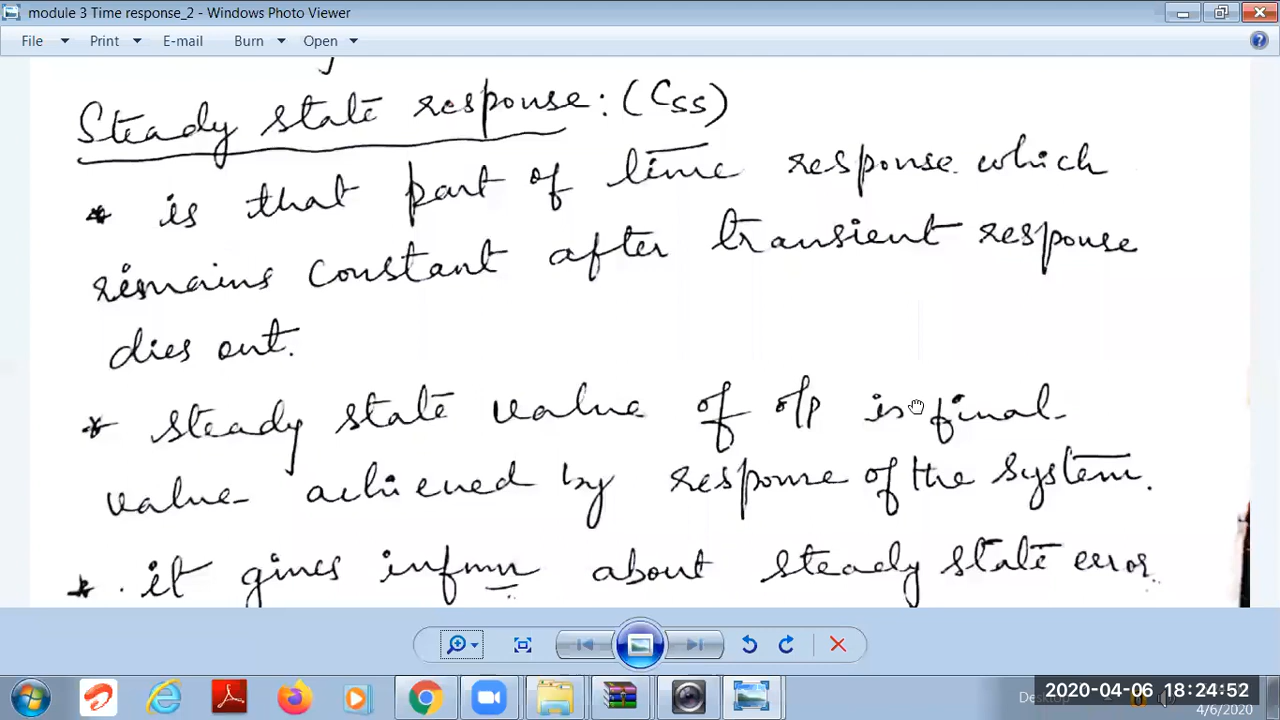 module 3 Time response_2 - Windows Photo Viewer
File Print E-mail Burn Open
Steady state response: (Css)
* is that part of time response which
remains constant after transient response
dies out.
* steady state value of o/p is final
value achieved by response of the system.
* it gives infmn about steady state error.
Desktop
2020-04-06 18:24:52
4/6/2020